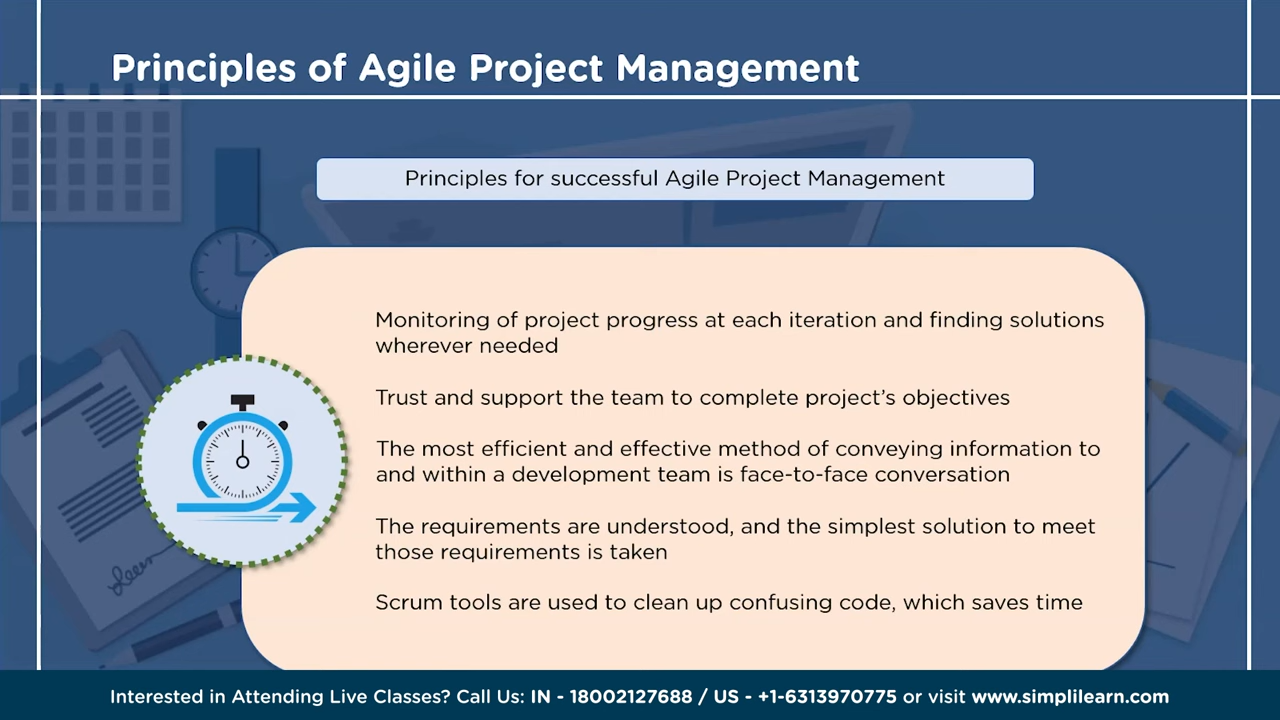 Principles of Agile Project Management
Principles for successful Agile Project Management
Monitoring of project progress at each iteration and finding solutions
wherever needed
Trust and support the team to complete project's objectives
The most efficient and effective method of conveying information to
and within a development team is face-to-face conversation
The requirements are understood, and the simplest solution to meet
those requirements is taken
Scrum tools are used to clean up confusing code, which saves time
Interested in Attending Live Classes? Call Us: IN - 18002127688 / US - +1-6313970775 or visit www.simplilearn.com